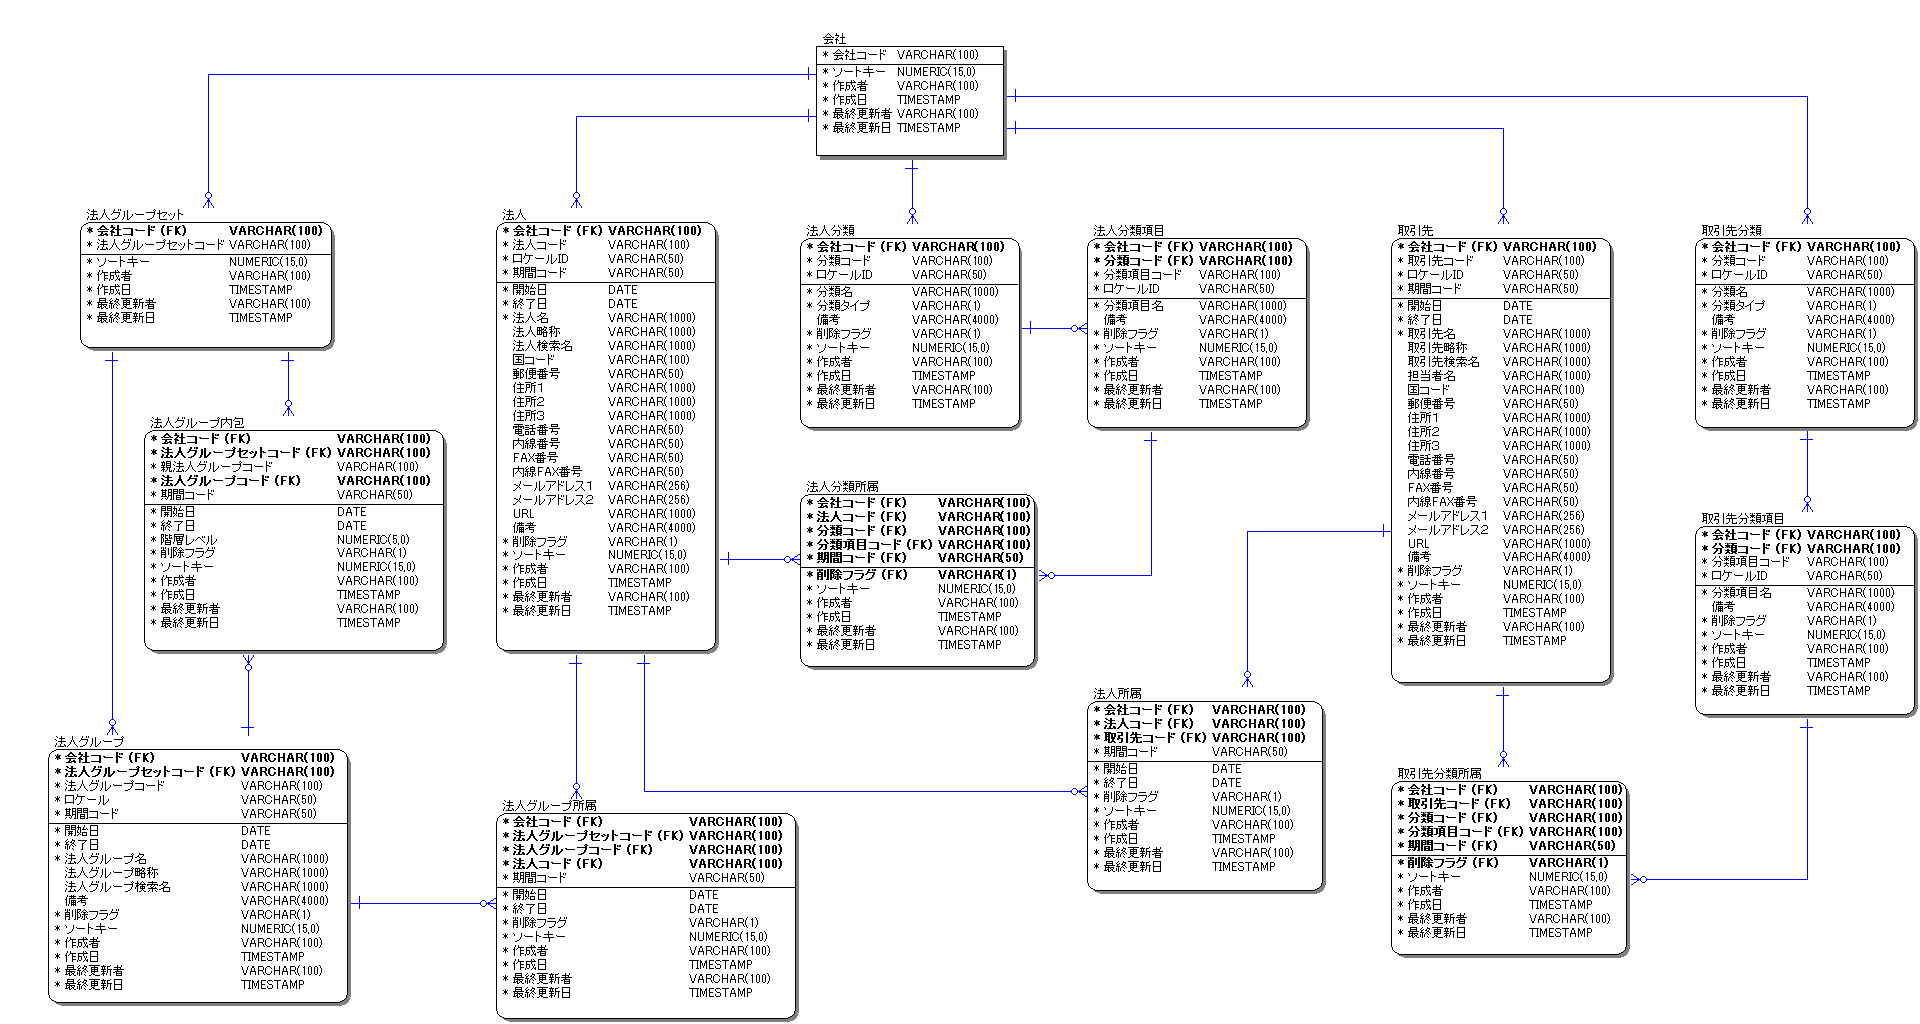 会社
* 会社コード VARCHAR(100)
* ソートキー NUMERIC(15,0)
* 作成者 VARCHAR(100)
* 作成日 TIMESTAMP
* 最終更新者 VARCHAR(100)
* 最終更新日 TIMESTAMP
法人グループセット
* 会社コード (FK) VARCHAR(100)
* 法人グループセットコード VARCHAR(100)
* ソートキー NUMERIC(15,0)
* 作成者 VARCHAR(100)
* 作成日 TIMESTAMP
* 最終更新者 VARCHAR(100)
* 最終更新日 TIMESTAMP
法人
* 会社コード (FK) VARCHAR(100)
* 法人コード VARCHAR(100)
* ロケールID VARCHAR(50)
* 期間コード VARCHAR(50)
* 開始日 DATE
* 終了日 DATE
* 法人名 VARCHAR(1000)
法人略称 VARCHAR(1000)
法人検索名 VARCHAR(1000)
国コード VARCHAR(100)
郵便番号 VARCHAR(50)
住所1 VARCHAR(1000)
住所2 VARCHAR(1000)
住所3 VARCHAR(1000)
電話番号 VARCHAR(50)
内線番号 VARCHAR(50)
FAX番号 VARCHAR(50)
内線FAX番号 VARCHAR(50)
メールアドレス1 VARCHAR(256)
メールアドレス2 VARCHAR(256)
URL VARCHAR(1000)
備考 VARCHAR(4000)
* 削除フラグ VARCHAR(1)
* ソートキー NUMERIC(15,0)
* 作成者 VARCHAR(100)
* 作成日 TIMESTAMP
* 最終更新者 VARCHAR(100)
* 最終更新日 TIMESTAMP
法人分類
* 会社コード (FK) VARCHAR(100)
* 分類コード VARCHAR(100)
* ロケールID VARCHAR(50)
* 分類名 VARCHAR(1000)
* 分類タイプ VARCHAR(1)
備考 VARCHAR(4000)
* 削除フラグ VARCHAR(1)
* ソートキー NUMERIC(15,0)
* 作成者 VARCHAR(100)
* 作成日 TIMESTAMP
* 最終更新者 VARCHAR(100)
* 最終更新日 TIMESTAMP
法人分類項目
* 会社コード (FK) VARCHAR(100)
* 分類コード (FK) VARCHAR(100)
* 分類項目コード VARCHAR(100)
* ロケールID VARCHAR(50)
* 分類項目名 VARCHAR(1000)
備考 VARCHAR(4000)
* 削除フラグ VARCHAR(1)
* ソートキー NUMERIC(15,0)
* 作成者 VARCHAR(100)
* 作成日 TIMESTAMP
* 最終更新者 VARCHAR(100)
* 最終更新日 TIMESTAMP
取引先
* 会社コード (FK) VARCHAR(100)
* 取引先コード VARCHAR(100)
* ロケールID VARCHAR(50)
* 期間コード VARCHAR(50)
* 開始日 DATE
* 終了日 DATE
* 取引先名 VARCHAR(1000)
取引先略称 VARCHAR(1000)
取引先検索名 VARCHAR(1000)
担当者名 VARCHAR(1000)
国コード VARCHAR(100)
郵便番号 VARCHAR(50)
住所1 VARCHAR(1000)
住所2 VARCHAR(1000)
住所3 VARCHAR(1000)
電話番号 VARCHAR(50)
内線番号 VARCHAR(50)
FAX番号 VARCHAR(50)
内線FAX番号 VARCHAR(50)
メールアドレス1 VARCHAR(256)
メールアドレス2 VARCHAR(256)
URL VARCHAR(1000)
備考 VARCHAR(4000)
* 削除フラグ VARCHAR(1)
* ソートキー NUMERIC(15,0)
* 作成者 VARCHAR(100)
* 作成日 TIMESTAMP
* 最終更新者 VARCHAR(100)
* 最終更新日 TIMESTAMP
取引先分類
* 会社コード (FK) VARCHAR(100)
* 分類コード VARCHAR(100)
* ロケールID VARCHAR(50)
* 分類名 VARCHAR(1000)
* 分類タイプ VARCHAR(1)
備考 VARCHAR(4000)
* 削除フラグ VARCHAR(1)
* ソートキー NUMERIC(15,0)
* 作成者 VARCHAR(100)
* 作成日 TIMESTAMP
* 最終更新者 VARCHAR(100)
* 最終更新日 TIMESTAMP
法人グループ内包
* 会社コード (FK) VARCHAR(100)
* 法人グループセットコード (FK) VARCHAR(100)
* 親法人グループコード VARCHAR(100)
* 法人グループコード (FK) VARCHAR(100)
* 期間コード VARCHAR(50)
* 開始日 DATE
* 終了日 DATE
* 階層レベル NUMERIC(5,0)
* 削除フラグ VARCHAR(1)
* ソートキー NUMERIC(15,0)
* 作成者 VARCHAR(100)
* 作成日 TIMESTAMP
* 最終更新者 VARCHAR(100)
* 最終更新日 TIMESTAMP
法人分類所属
* 会社コード (FK) VARCHAR(100)
* 法人コード (FK) VARCHAR(100)
* 分類コード (FK) VARCHAR(100)
* 分類項目コード (FK) VARCHAR(100)
* 期間コード (FK) VARCHAR(50)
* 削除フラグ (FK) VARCHAR(1)
* ソートキー NUMERIC(15,0)
* 作成者 VARCHAR(100)
* 作成日 TIMESTAMP
* 最終更新者 VARCHAR(100)
* 最終更新日 TIMESTAMP
取引先分類項目
* 会社コード (FK) VARCHAR(100)
* 分類コード (FK) VARCHAR(100)
* 分類項目コード VARCHAR(100)
* ロケールID VARCHAR(50)
* 分類項目名 VARCHAR(1000)
備考 VARCHAR(4000)
* 削除フラグ VARCHAR(1)
* ソートキー NUMERIC(15,0)
* 作成者 VARCHAR(100)
* 作成日 TIMESTAMP
* 最終更新者 VARCHAR(100)
* 最終更新日 TIMESTAMP
法人グループ
* 会社コード (FK) VARCHAR(100)
* 法人グループセットコード (FK) VARCHAR(100)
* 法人グループコード VARCHAR(100)
* ロケール VARCHAR(50)
* 期間コード VARCHAR(50)
* 開始日 DATE
* 終了日 DATE
* 法人グループ名 VARCHAR(1000)
法人グループ略称 VARCHAR(1000)
法人グループ検索名 VARCHAR(1000)
備考 VARCHAR(4000)
* 削除フラグ VARCHAR(1)
* ソートキー NUMERIC(15,0)
* 作成者 VARCHAR(100)
* 作成日 TIMESTAMP
* 最終更新者 VARCHAR(100)
* 最終更新日 TIMESTAMP
法人グループ所属
* 会社コード (FK) VARCHAR(100)
* 法人グループセットコード (FK) VARCHAR(100)
* 法人グループコード (FK) VARCHAR(100)
* 法人コード (FK) VARCHAR(100)
* 期間コード VARCHAR(50)
* 開始日 DATE
* 終了日 DATE
* 削除フラグ VARCHAR(1)
* ソートキー NUMERIC(15,0)
* 作成者 VARCHAR(100)
* 作成日 TIMESTAMP
* 最終更新者 VARCHAR(100)
* 最終更新日 TIMESTAMP
法人所属
* 会社コード (FK) VARCHAR(100)
* 法人コード (FK) VARCHAR(100)
* 取引先コード (FK) VARCHAR(100)
* 期間コード VARCHAR(50)
* 開始日 DATE
* 終了日 DATE
* 削除フラグ VARCHAR(1)
* ソートキー NUMERIC(15,0)
* 作成者 VARCHAR(100)
* 作成日 TIMESTAMP
* 最終更新者 VARCHAR(100)
* 最終更新日 TIMESTAMP
取引先分類所属
* 会社コード (FK) VARCHAR(100)
* 取引先コード (FK) VARCHAR(100)
* 分類コード (FK) VARCHAR(100)
* 分類項目コード (FK) VARCHAR(100)
* 期間コード (FK) VARCHAR(50)
* 削除フラグ (FK) VARCHAR(1)
* ソートキー NUMERIC(15,0)
* 作成者 VARCHAR(100)
* 作成日 TIMESTAMP
* 最終更新者 VARCHAR(100)
* 最終更新日 TIMESTAMP